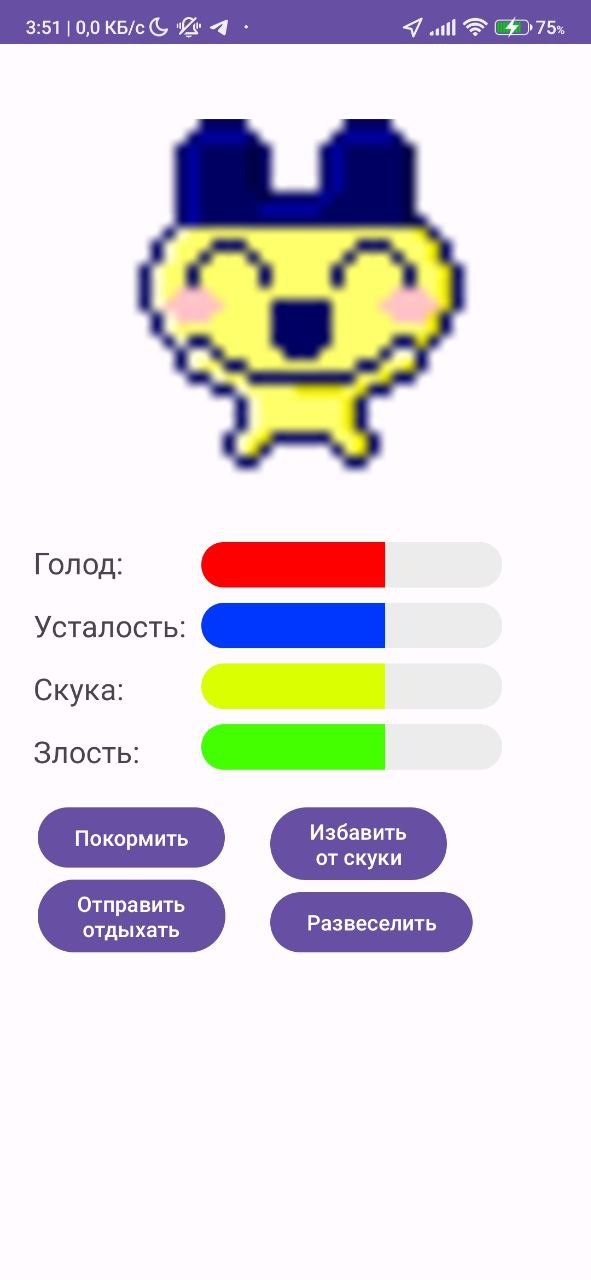 3:51 | 0,0 КБ/с 75%
Голод:
Усталость:
Скука:
Злость:
Покормить
Избавить
от скуки
Отправить
отдыхать
Развеселить